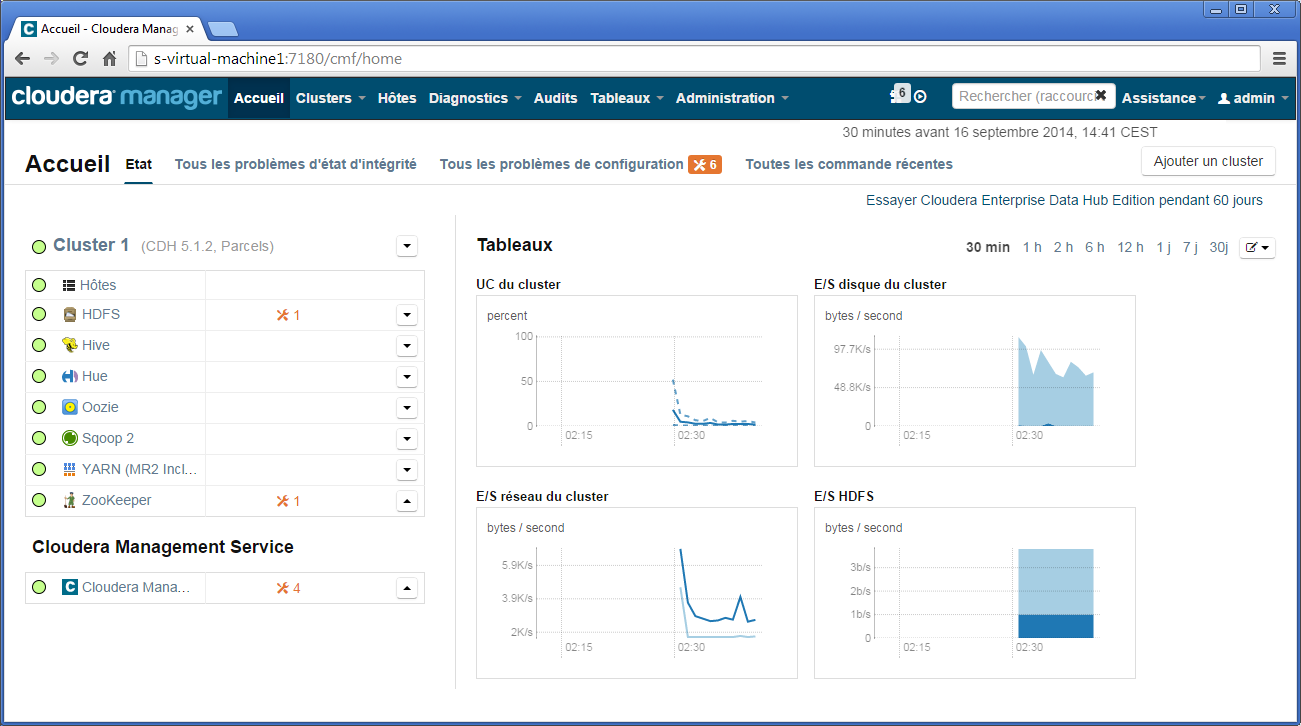 Accueil - Cloudera Manag
s-virtual-machine1:7180/cmf/home
cloudera manager Accueil Clusters Hôtes Diagnostics Audits Tableaux Administration 6 Rechercher (raccourc Assistance admin
30 minutes avant 16 septembre 2014, 14:41 CEST
Accueil Etat Tous les problèmes d'état d'intégrité Tous les problèmes de configuration 6 Toutes les commande récentes Ajouter un cluster
Essayer Cloudera Enterprise Data Hub Edition pendant 60 jours
Cluster 1 (CDH 5.1.2, Parcels)
Hôtes
HDFS 1
Hive
Hue
Oozie
Sqoop 2
YARN (MR2 Incl...
ZooKeeper 1
Cloudera Management Service
C Cloudera Mana... 4
Tableaux 30 min 1 h 2 h 6 h 12 h 1 j 7 j 30j
UC du cluster
percent
100
50
0
02:15 02:30
E/S disque du cluster
bytes / second
97.7K/s
48.8K/s
0
02:15 02:30
E/S réseau du cluster
bytes / second
5.9K/s
3.9K/s
2K/s
02:15 02:30
E/S HDFS
bytes / second
3b/s
2b/s
1b/s
0
02:15 02:30